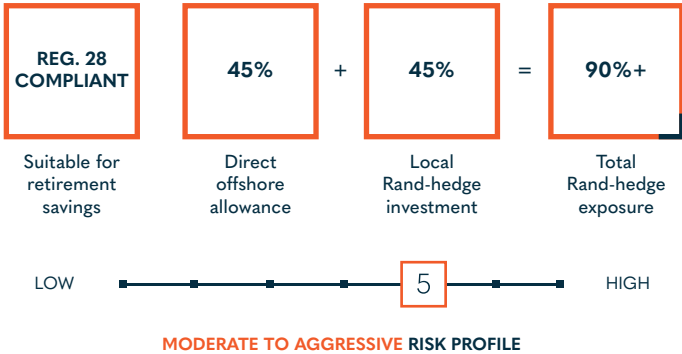 REG. 28
COMPLIANT
45%
+
45%
=
90%+
Suitable for
retirement
savings
Direct
offshore
allowance
Local
Rand-hedge
investment
Total
Rand-hedge
exposure
LOW
5
HIGH
MODERATE TO AGGRESSIVE RISK PROFILE